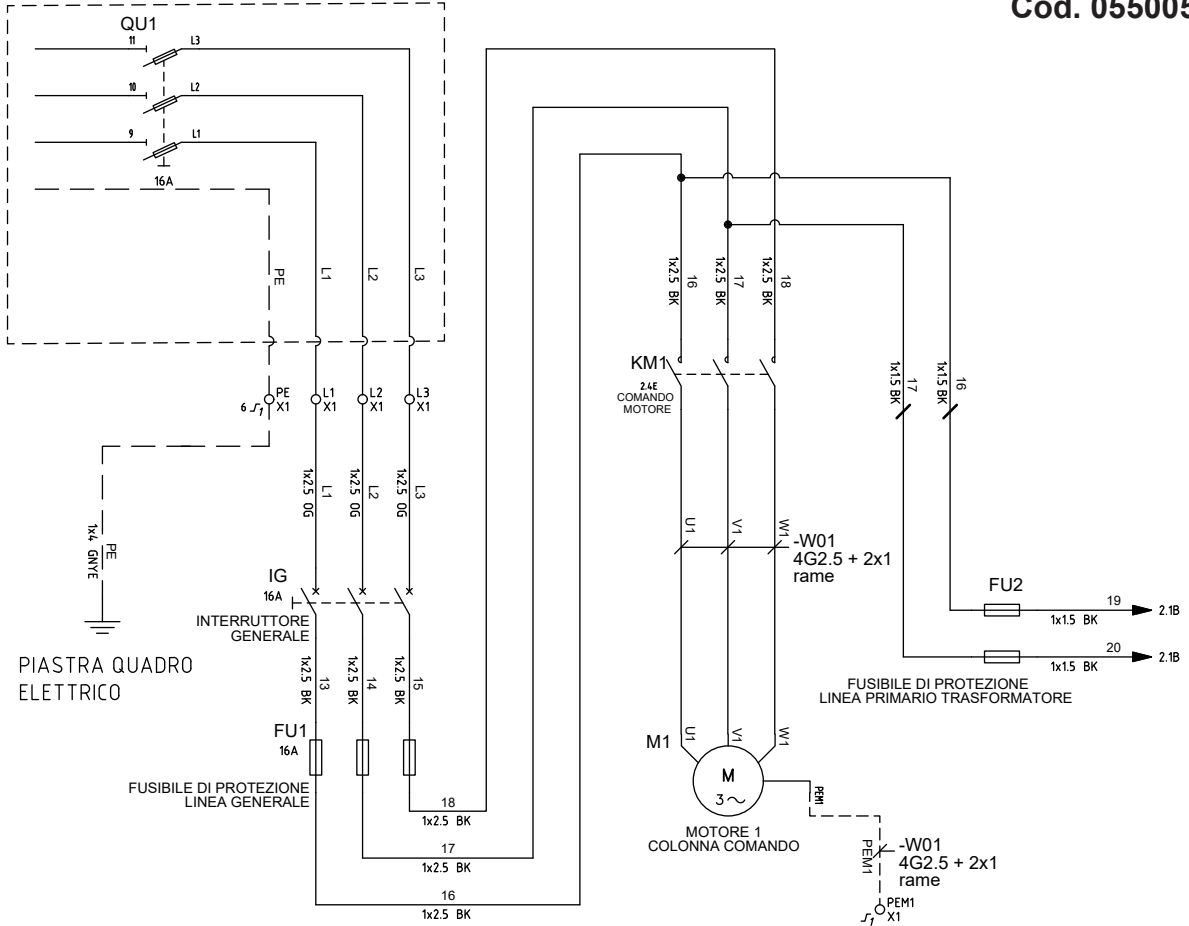 Cod. 055005
QU1
11
L3
10
L2
9
L1
16A
PE
L1
L2
L3
6
PE
X1
L1
X1
L2
X1
L3
X1
1x2.5 OG
L1
1x2.5 OG
L2
1x2.5 OG
L3
1x4 GNYE
PE
PIASTRA QUADRO
ELETTRICO
IG
16A
INTERRUTTORE
GENERALE
1x2.5 BK
13
1x2.5 BK
14
1x2.5 BK
15
FU1
16A
FUSIBILE DI PROTEZIONE
LINEA GENERALE
18
1x2.5 BK
17
1x2.5 BK
16
1x2.5 BK
1x2.5 BK
16
1x2.5 BK
17
1x2.5 BK
18
KM1
2.4E
COMANDO
MOTORE
1x1.5 BK
17
1x1.5 BK
16
U1
V1
W1
-W01
4G2.5 + 2x1
rame
FU2
19
1x1.5 BK
2.1B
20
1x1.5 BK
2.1B
FUSIBILE DI PROTEZIONE
LINEA PRIMARIO TRASFORMATORE
M1
U1
V1
W1
M
3~
MOTORE 1
COLONNA COMANDO
PEM1
PEM1
-W01
4G2.5 + 2x1
rame
PEM1
X1